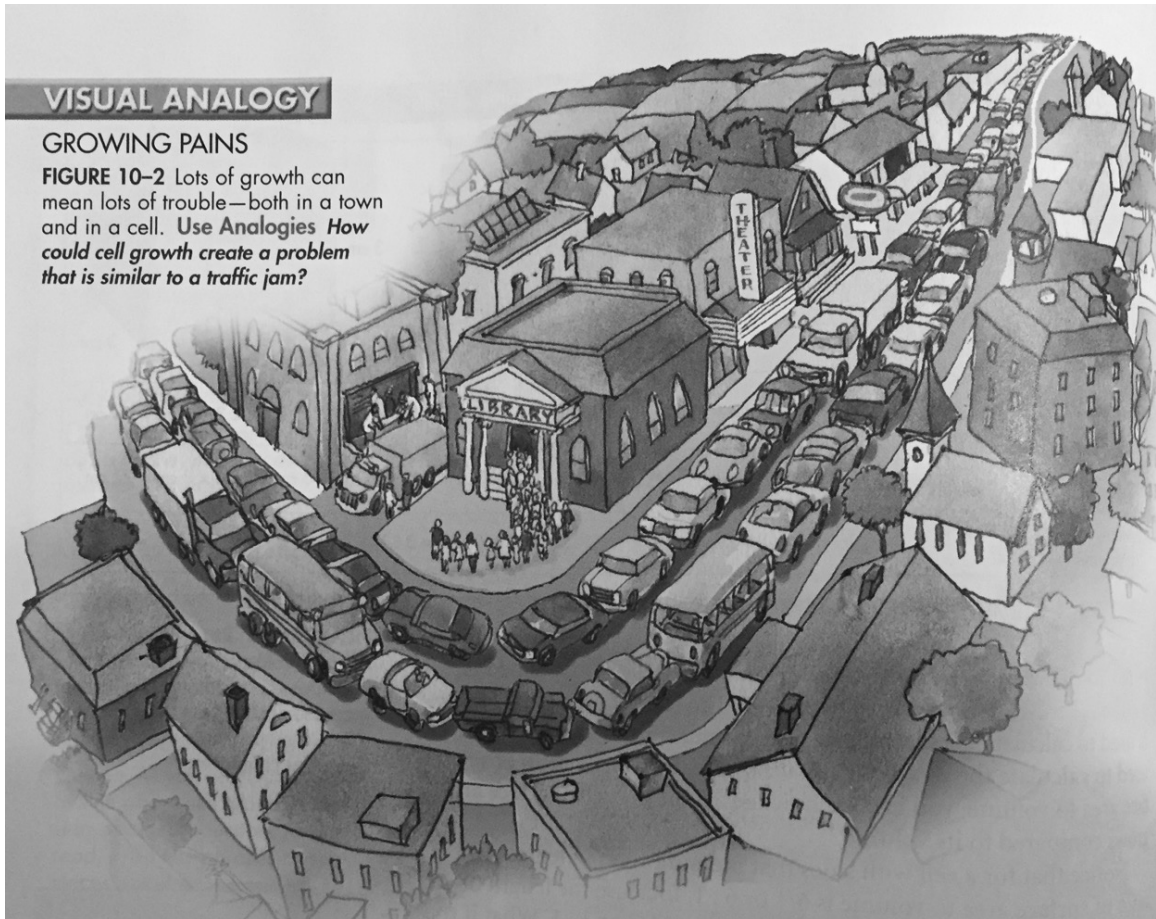 VISUAL ANALOGY
GROWING PAINS
FIGURE 10–2 Lots of growth can
mean lots of trouble—both in a town
and in a cell. Use Analogies How
could cell growth create a problem
that is similar to a traffic jam?
THEATER
LIBRARY